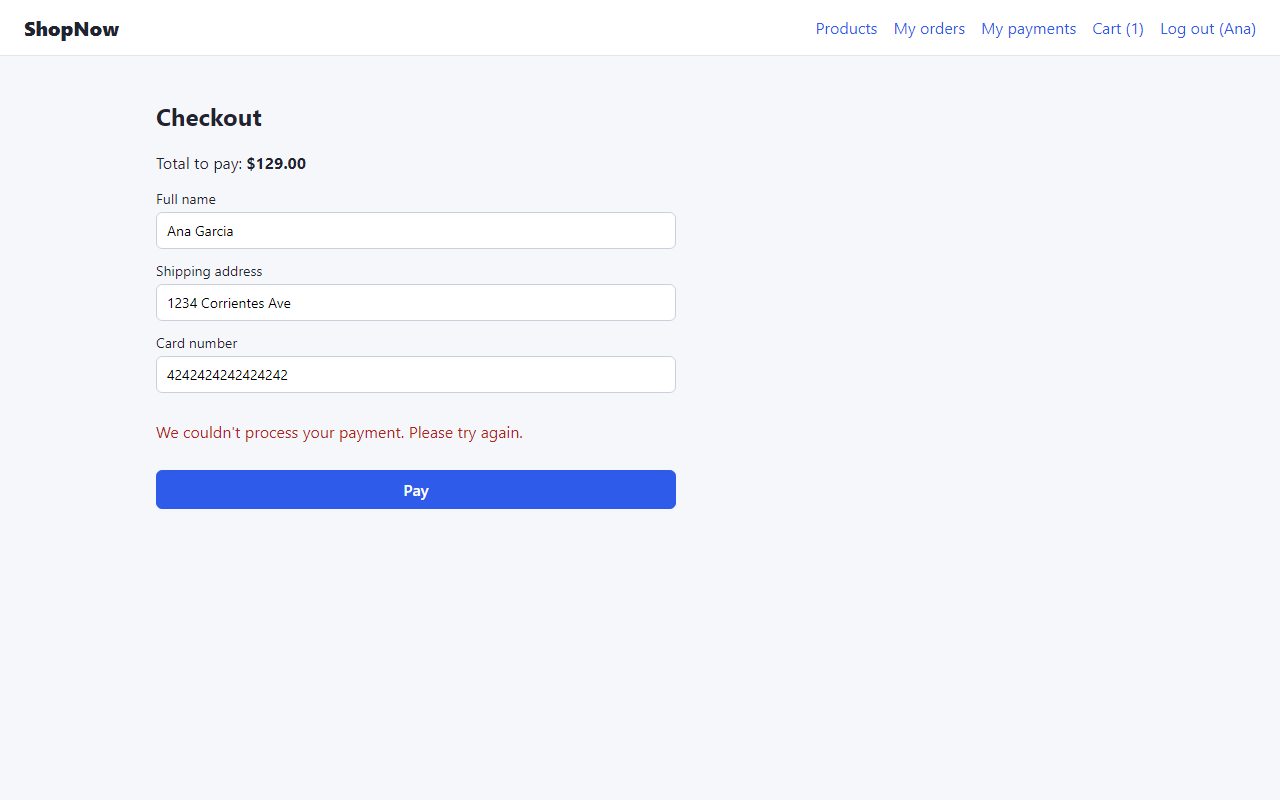 ShopNow
Products My orders My payments Cart (1) Log out (Ana)
Checkout
Total to pay: $129.00
Full name
Ana Garcia
Shipping address
1234 Corrientes Ave
Card number
4242424242424242
We couldn't process your payment. Please try again.
Pay